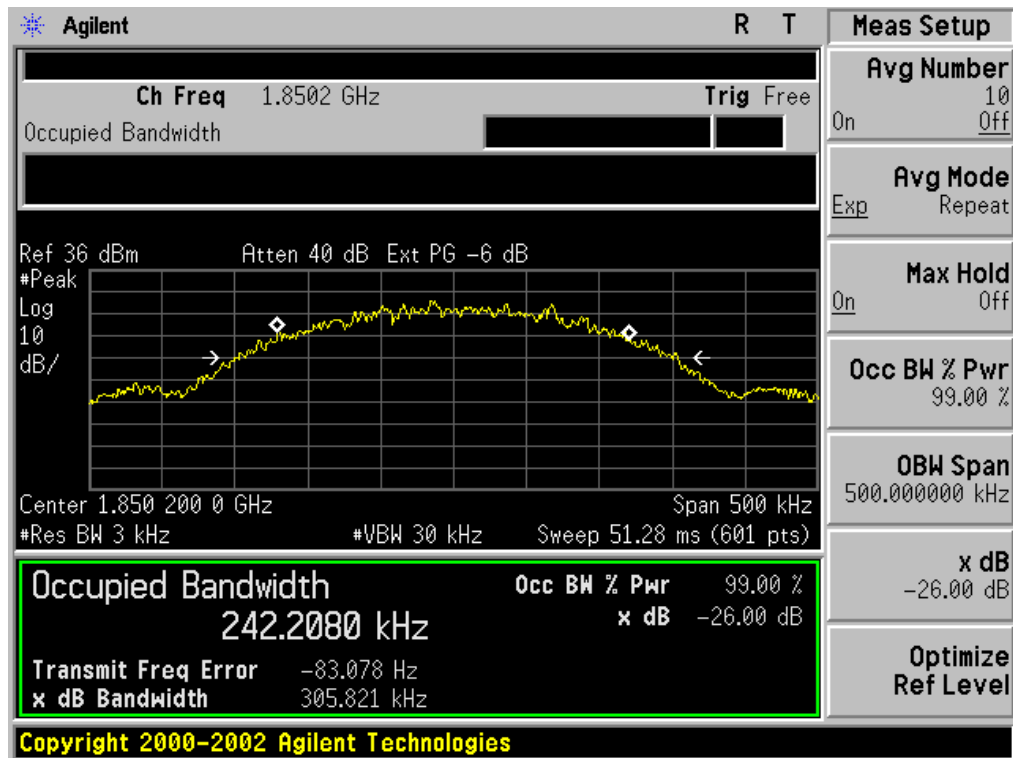 Agilent R T
Ch Freq 1.8502 GHz Trig Free
Occupied Bandwidth
Ref 36 dBm Atten 40 dB Ext PG -6 dB
#Peak
Log
10
dB/
Center 1.850 200 0 GHz Span 500 kHz
#Res BW 3 kHz #VBW 30 kHz Sweep 51.28 ms (601 pts)
Occupied Bandwidth Occ BW % Pwr 99.00 %
242.2080 kHz x dB -26.00 dB
Transmit Freq Error -83.078 Hz
x dB Bandwidth 305.821 kHz
Copyright 2000-2002 Agilent Technologies
Meas Setup
Avg Number
10
On Off
Avg Mode
Exp Repeat
Max Hold
On Off
Occ BW % Pwr
99.00 %
OBW Span
500.000000 kHz
x dB
-26.00 dB
Optimize
Ref Level